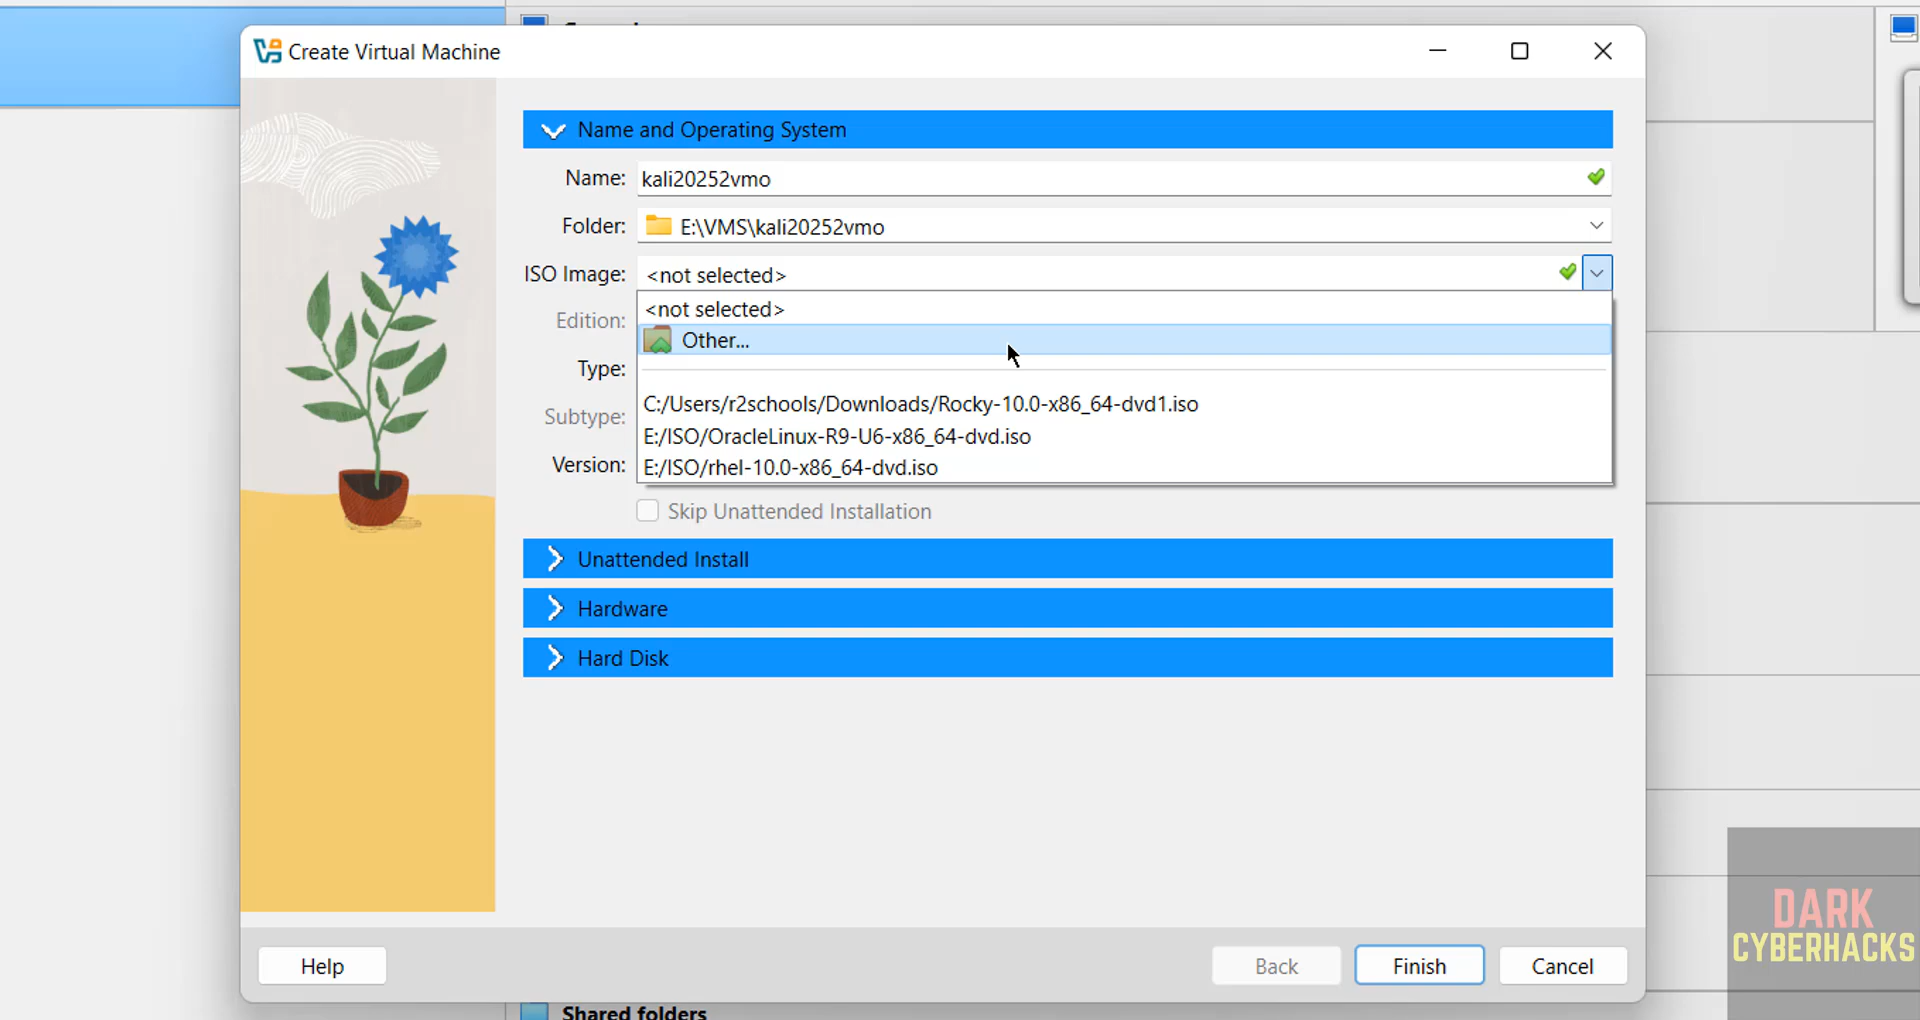 Create Virtual Machine
Name and Operating System
Name: kali20252vmo
Folder: E:\VMS\kali20252vmo
ISO Image: <not selected>
<not selected>
Edition:
Other...
Type:
C:/Users/r2schools/Downloads/Rocky-10.0-x86_64-dvd1.iso
Subtype:
E:/ISO/OracleLinux-R9-U6-x86_64-dvd.iso
Version: E:/ISO/rhel-10.0-x86_64-dvd.iso
Skip Unattended Installation
Unattended Install
Hardware
Hard Disk
DARK
CYBERHACKS
Help Back Finish Cancel
Shared folders